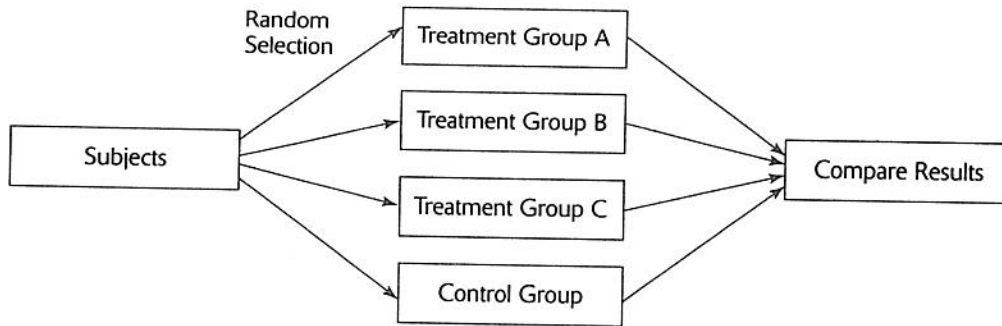 Random
Selection
Treatment Group A
Treatment Group B
Subjects
Compare Results
Treatment Group C
Control Group